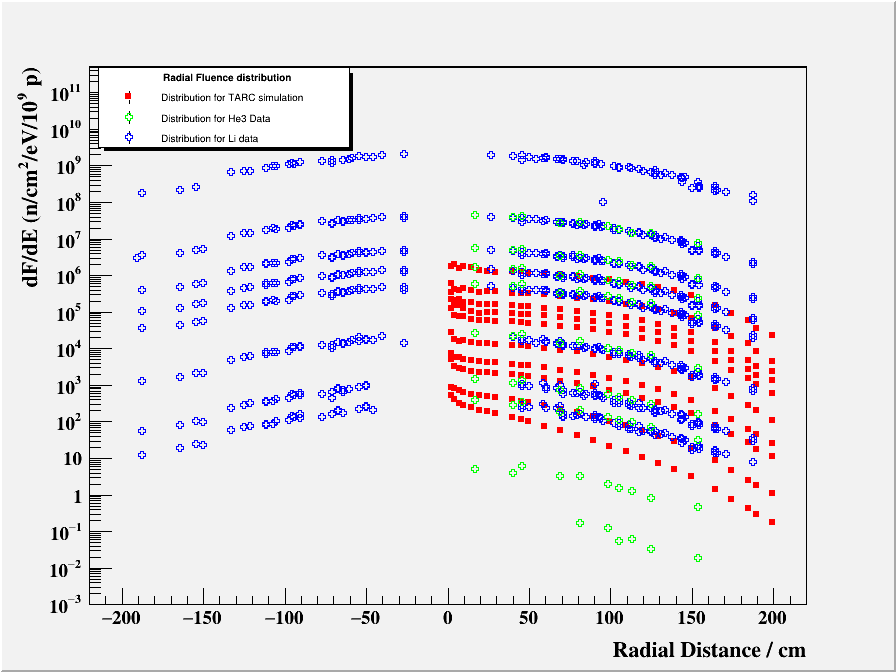 Radial Fluence distribution
Distribution for TARC simulation
Distribution for He3 Data
Distribution for Li data
dF/dE (n/cm²/eV/10⁹ p)
10¹¹
10¹⁰
10⁹
10⁸
10⁷
10⁶
10⁵
10⁴
10³
10²
10
1
10⁻¹
10⁻²
10⁻³
−200 −150 −100 −50 0 50 100 150 200
Radial Distance / cm